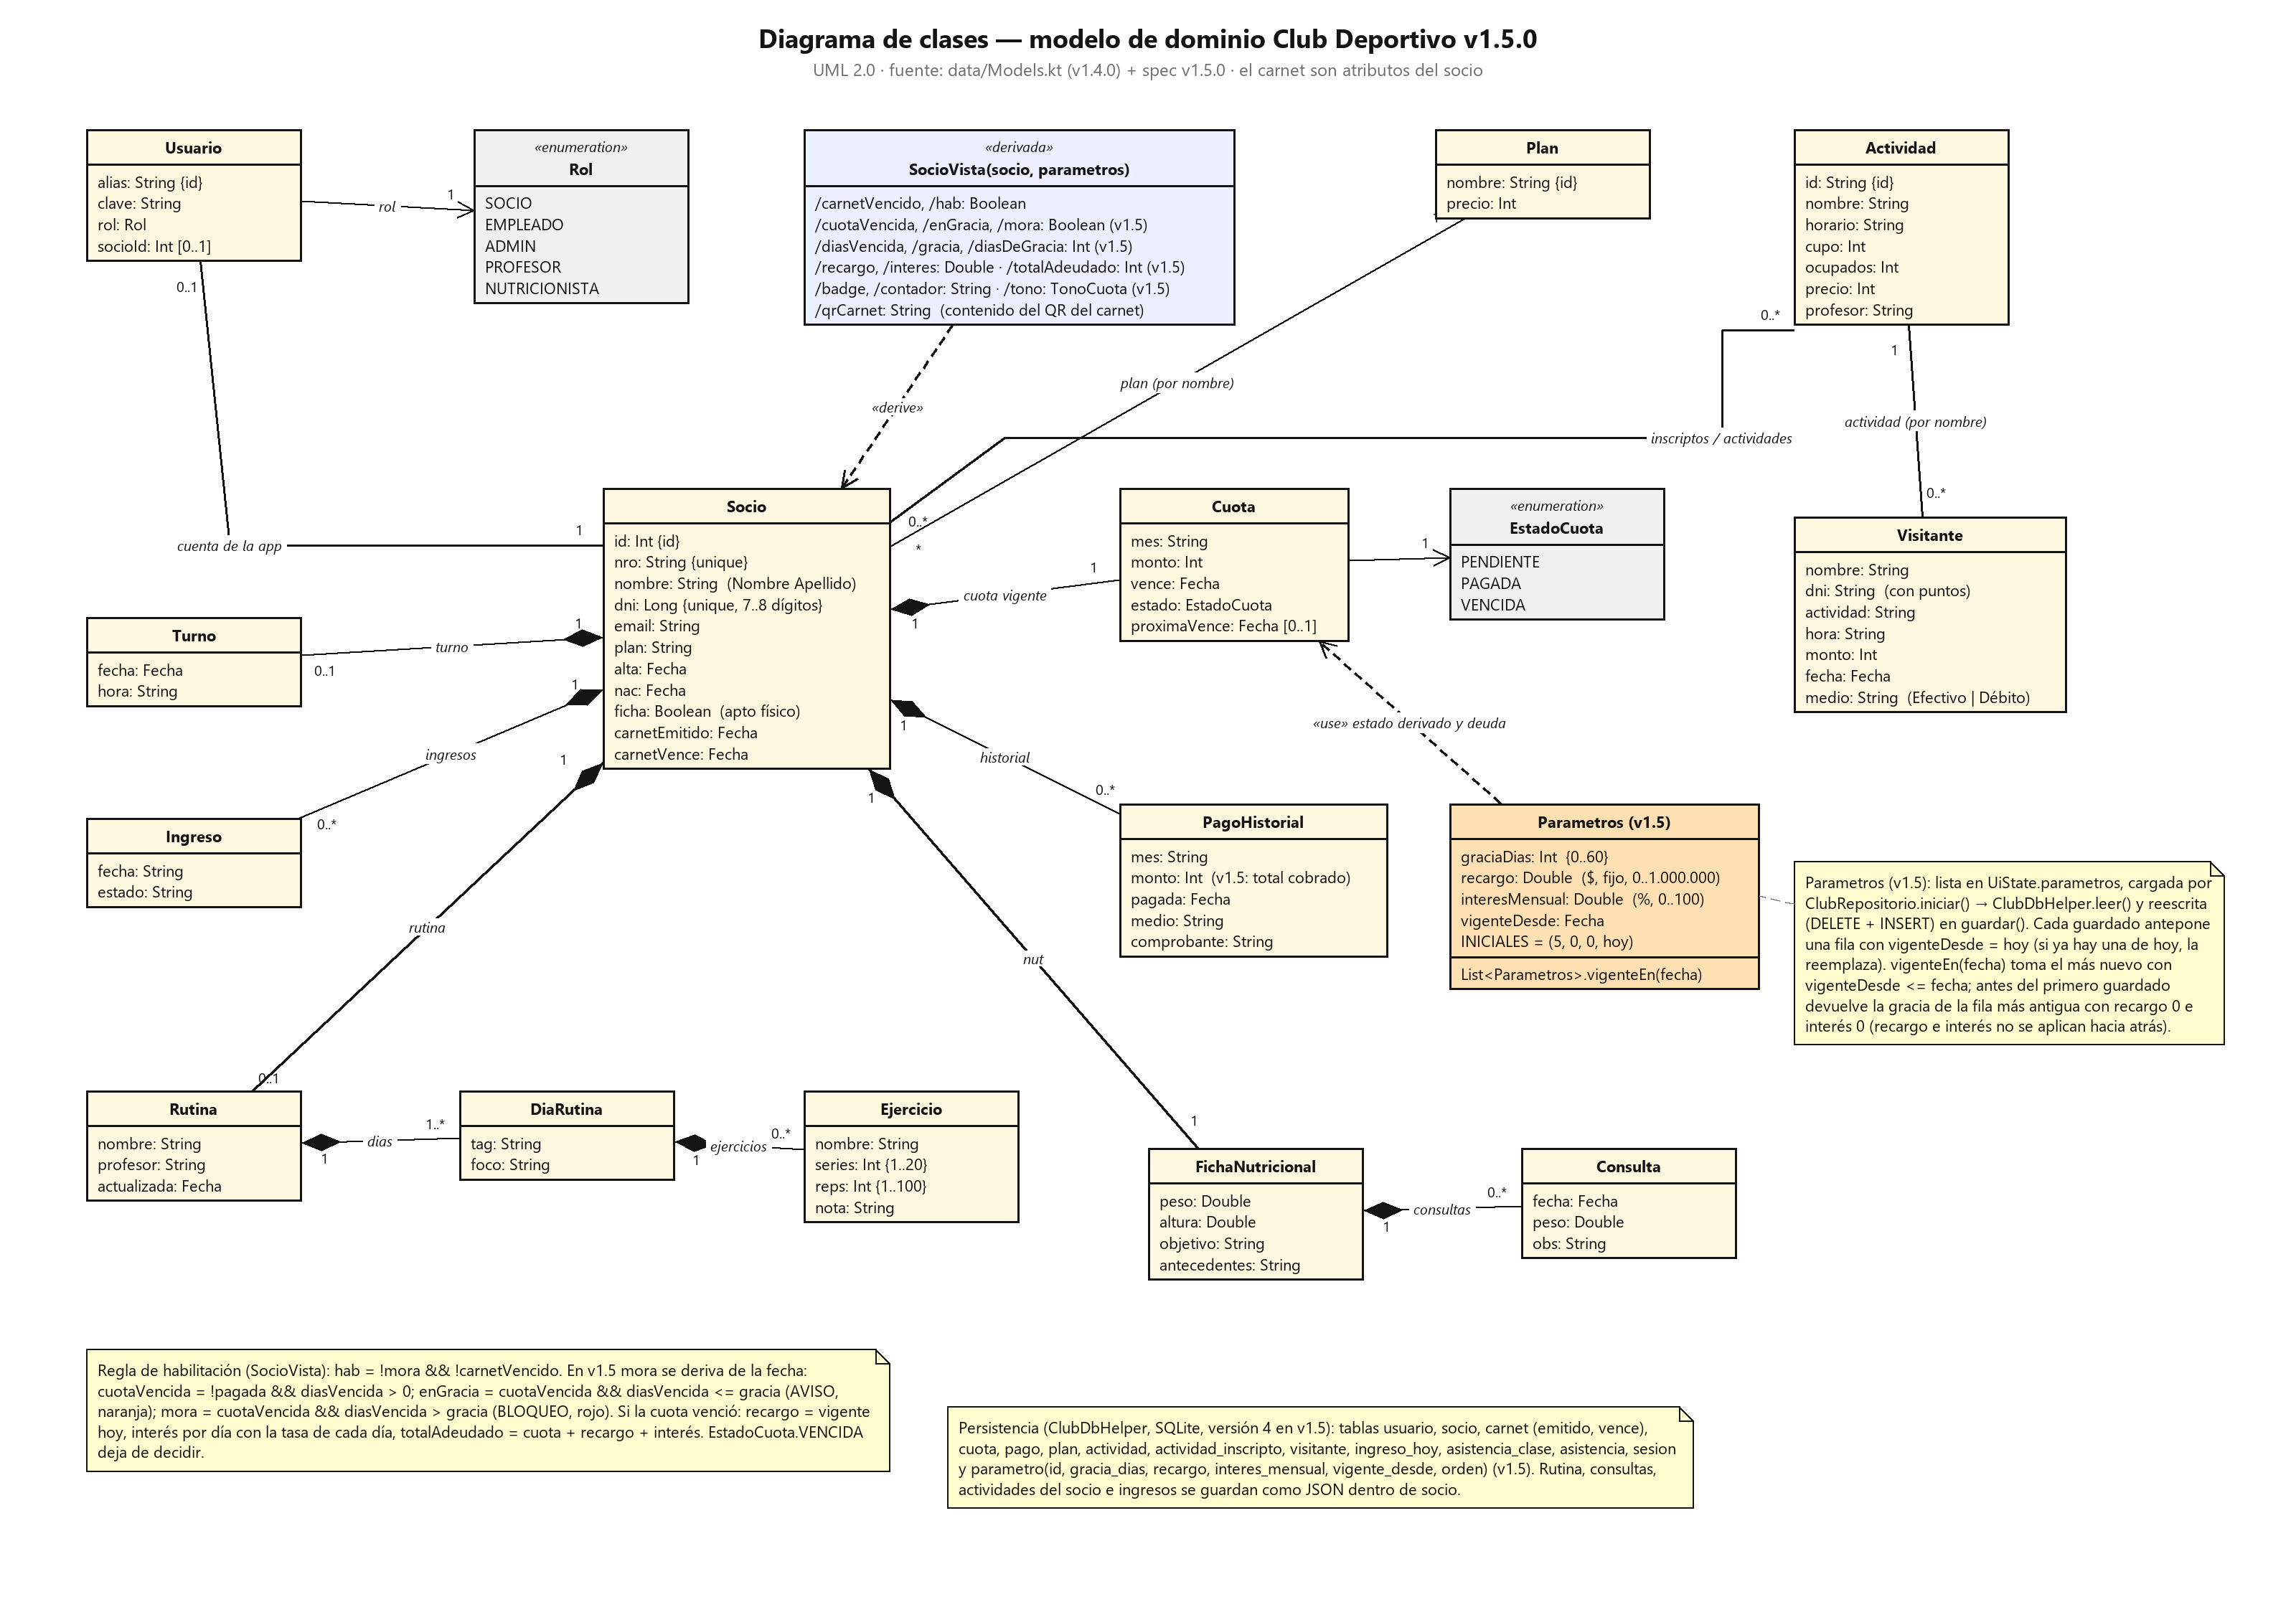 Diagrama de clases — modelo de dominio Club Deportivo v1.5.0
UML 2.0 · fuente: data/Models.kt (v1.4.0) + spec v1.5.0 · el carnet son atributos del socio
Usuario
alias: String {id}
clave: String
rol: Rol
socioId: Int [0..1]
rol
1
«enumeration»
Rol
SOCIO
EMPLEADO
ADMIN
PROFESOR
NUTRICIONISTA
«derivada»
SocioVista(socio, parametros)
/carnetVencido, /hab: Boolean
/cuotaVencida, /enGracia, /mora: Boolean (v1.5)
/diasVencida, /gracia, /diasDeGracia: Int (v1.5)
/recargo, /interes: Double · /totalAdeudado: Int (v1.5)
/badge, /contador: String · /tono: TonoCuota (v1.5)
/qrCarnet: String  (contenido del QR del carnet)
Plan
nombre: String {id}
precio: Int
Actividad
id: String {id}
nombre: String
horario: String
cupo: Int
ocupados: Int
precio: Int
profesor: String
0..1
cuenta de la app
1
«derive»
plan (por nombre)
0..*
inscriptos / actividades
1
actividad (por nombre)
0..*
Socio
id: Int {id}
nro: String {unique}
nombre: String  (Nombre Apellido)
dni: Long {unique, 7..8 dígitos}
email: String
plan: String
alta: Fecha
nac: Fecha
ficha: Boolean  (apto físico)
carnetEmitido: Fecha
carnetVence: Fecha
0..*
*
1
cuota vigente
1
Cuota
mes: String
monto: Int
vence: Fecha
estado: EstadoCuota
proximaVence: Fecha [0..1]
1
«enumeration»
EstadoCuota
PENDIENTE
PAGADA
VENCIDA
Visitante
nombre: String
dni: String  (con puntos)
actividad: String
hora: String
monto: Int
fecha: Fecha
medio: String  (Efectivo | Débito)
Turno
fecha: Fecha
hora: String
1
turno
0..1
1
ingresos
0..*
Ingreso
fecha: String
estado: String
1
rutina
0..1
1
historial
0..*
PagoHistorial
mes: String
monto: Int  (v1.5: total cobrado)
pagada: Fecha
medio: String
comprobante: String
«use» estado derivado y deuda
Parametros (v1.5)
graciaDias: Int  {0..60}
recargo: Double  ($, fijo, 0..1.000.000)
interesMensual: Double  (%, 0..100)
vigenteDesde: Fecha
INICIALES = (5, 0, 0, hoy)
List<Parametros>.vigenteEn(fecha)
Parametros (v1.5): lista en UiState.parametros, cargada por
ClubRepositorio.iniciar() → ClubDbHelper.leer() y reescrita
(DELETE + INSERT) en guardar(). Cada guardado antepone
una fila con vigenteDesde = hoy (si ya hay una de hoy, la
reemplaza). vigenteEn(fecha) toma el más nuevo con
vigenteDesde <= fecha; antes del primero guardado
devuelve la gracia de la fila más antigua con recargo 0 e
interés 0 (recargo e interés no se aplican hacia atrás).
1
nut
1
Rutina
nombre: String
profesor: String
actualizada: Fecha
1
dias
1..*
DiaRutina
tag: String
foco: String
1
ejercicios
0..*
Ejercicio
nombre: String
series: Int {1..20}
reps: Int {1..100}
nota: String
FichaNutricional
peso: Double
altura: Double
objetivo: String
antecedentes: String
1
consultas
0..*
Consulta
fecha: Fecha
peso: Double
obs: String
Regla de habilitación (SocioVista): hab = !mora && !carnetVencido. En v1.5 mora se deriva de la fecha:
cuotaVencida = !pagada && diasVencida > 0; enGracia = cuotaVencida && diasVencida <= gracia (AVISO,
naranja); mora = cuotaVencida && diasVencida > gracia (BLOQUEO, rojo). Si la cuota venció: recargo = vigente
hoy, interés por día con la tasa de cada día, totalAdeudado = cuota + recargo + interés. EstadoCuota.VENCIDA
deja de decidir.
Persistencia (ClubDbHelper, SQLite, versión 4 en v1.5): tablas usuario, socio, carnet (emitido, vence),
cuota, pago, plan, actividad, actividad_inscripto, visitante, ingreso_hoy, asistencia_clase, asistencia, sesion
y parametro(id, gracia_dias, recargo, interes_mensual, vigente_desde, orden) (v1.5). Rutina, consultas,
actividades del socio e ingresos se guardan como JSON dentro de socio.